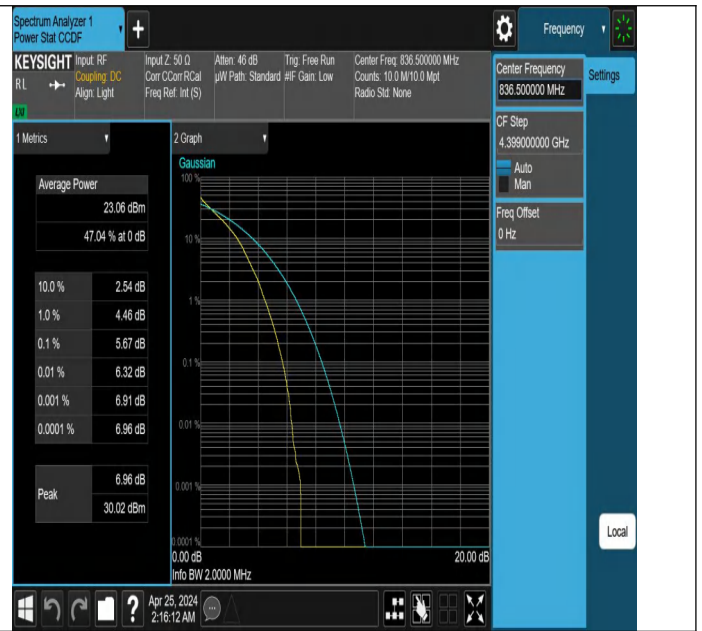 Spectrum Analyzer 1
Power Stat CCDF
+
Frequency
KEYSIGHT
RL
LXI
Input: RF
Coupling: DC
Align: Light
Input Z: 50 Ω
Corr CCorr RCal
Freq Ref: Int (S)
Atten: 46 dB
µW Path: Standard
Trig: Free Run
#IF Gain: Low
Center Freq: 836.500000 MHz
Counts: 10.0 M/10.0 Mpt
Radio Std: None
Center Frequency
836.500000 MHz
Settings
CF Step
4.399000000 GHz
Auto
Man
Freq Offset
0 Hz
Local
1 Metrics
Average Power
23.06 dBm
47.04 % at 0 dB
10.0 % 2.54 dB
1.0 % 4.46 dB
0.1 % 5.67 dB
0.01 % 6.32 dB
0.001 % 6.91 dB
0.0001 % 6.96 dB
Peak
6.96 dB
30.02 dBm
2 Graph
Gaussian
100 %
10 %
1 %
0.1 %
0.01 %
0.001 %
0.0001 %
0.00 dB 20.00 dB
Info BW 2.0000 MHz
?
Apr 25, 2024
2:16:12 AM